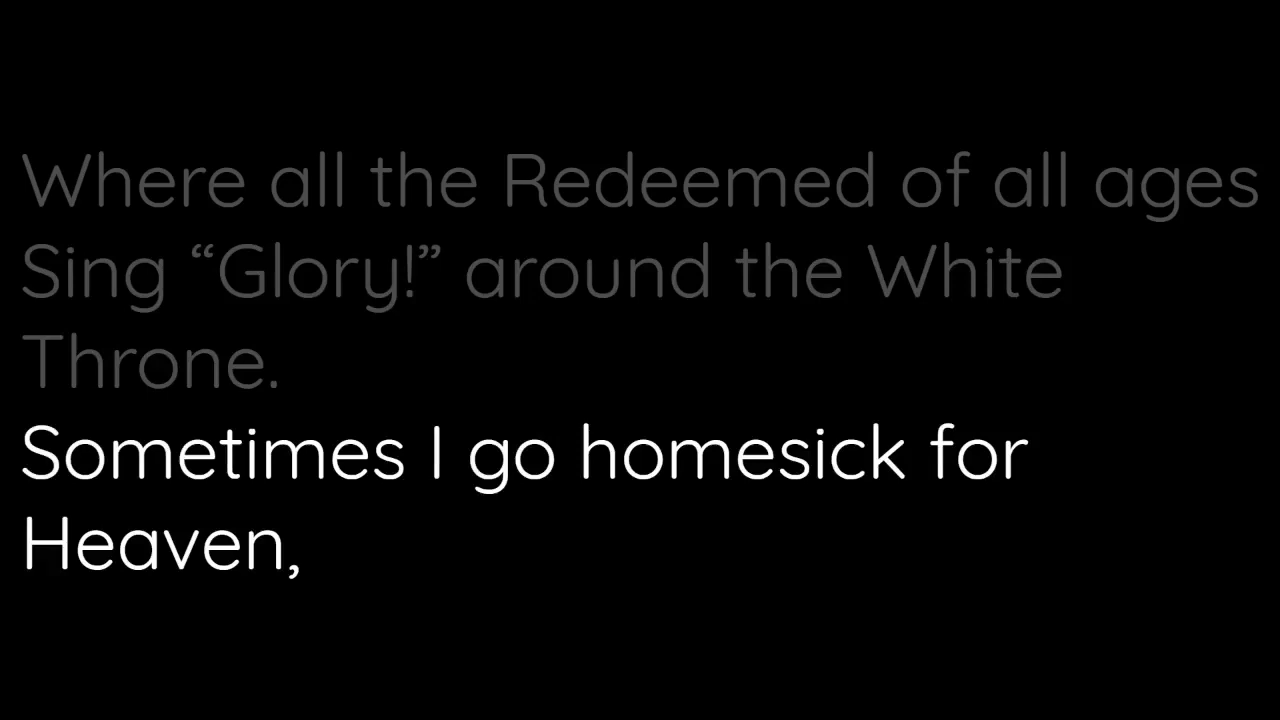 Where all the Redeemed of all ages
Sing “Glory!” around the White
Throne.
Sometimes I go homesick for
Heaven,